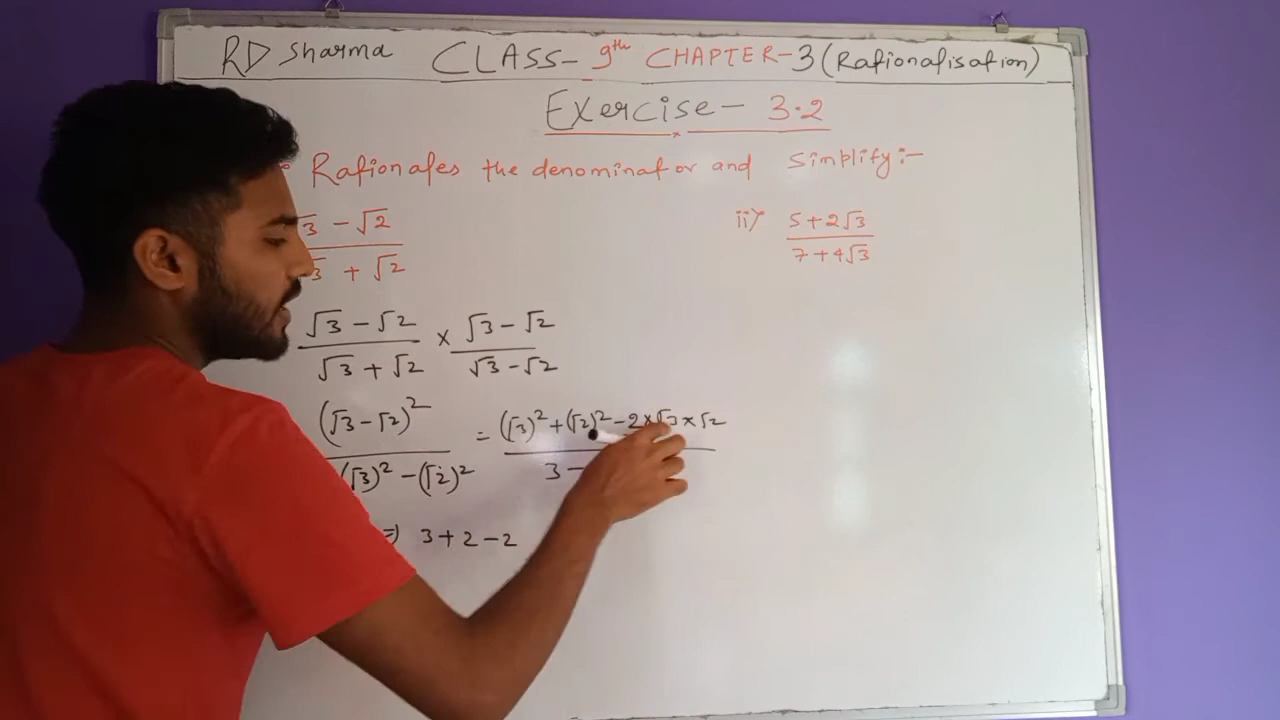 RD Sharma CLASS- 9th CHAPTER-3 (Rationalisation)
Exercise- 3.2
Rationales the denominator and Simplify:-
√3 - √2 / √3 + √2
ii) 5+2√3 / 7+4√3
√3-√2 / √3+√2 × √3-√2 / √3-√2
(√3-√2)² / (√3)²-(√2)² = (√3)²+(√2)²-2×√3×√2 / 3-
⇒ 3+2-2